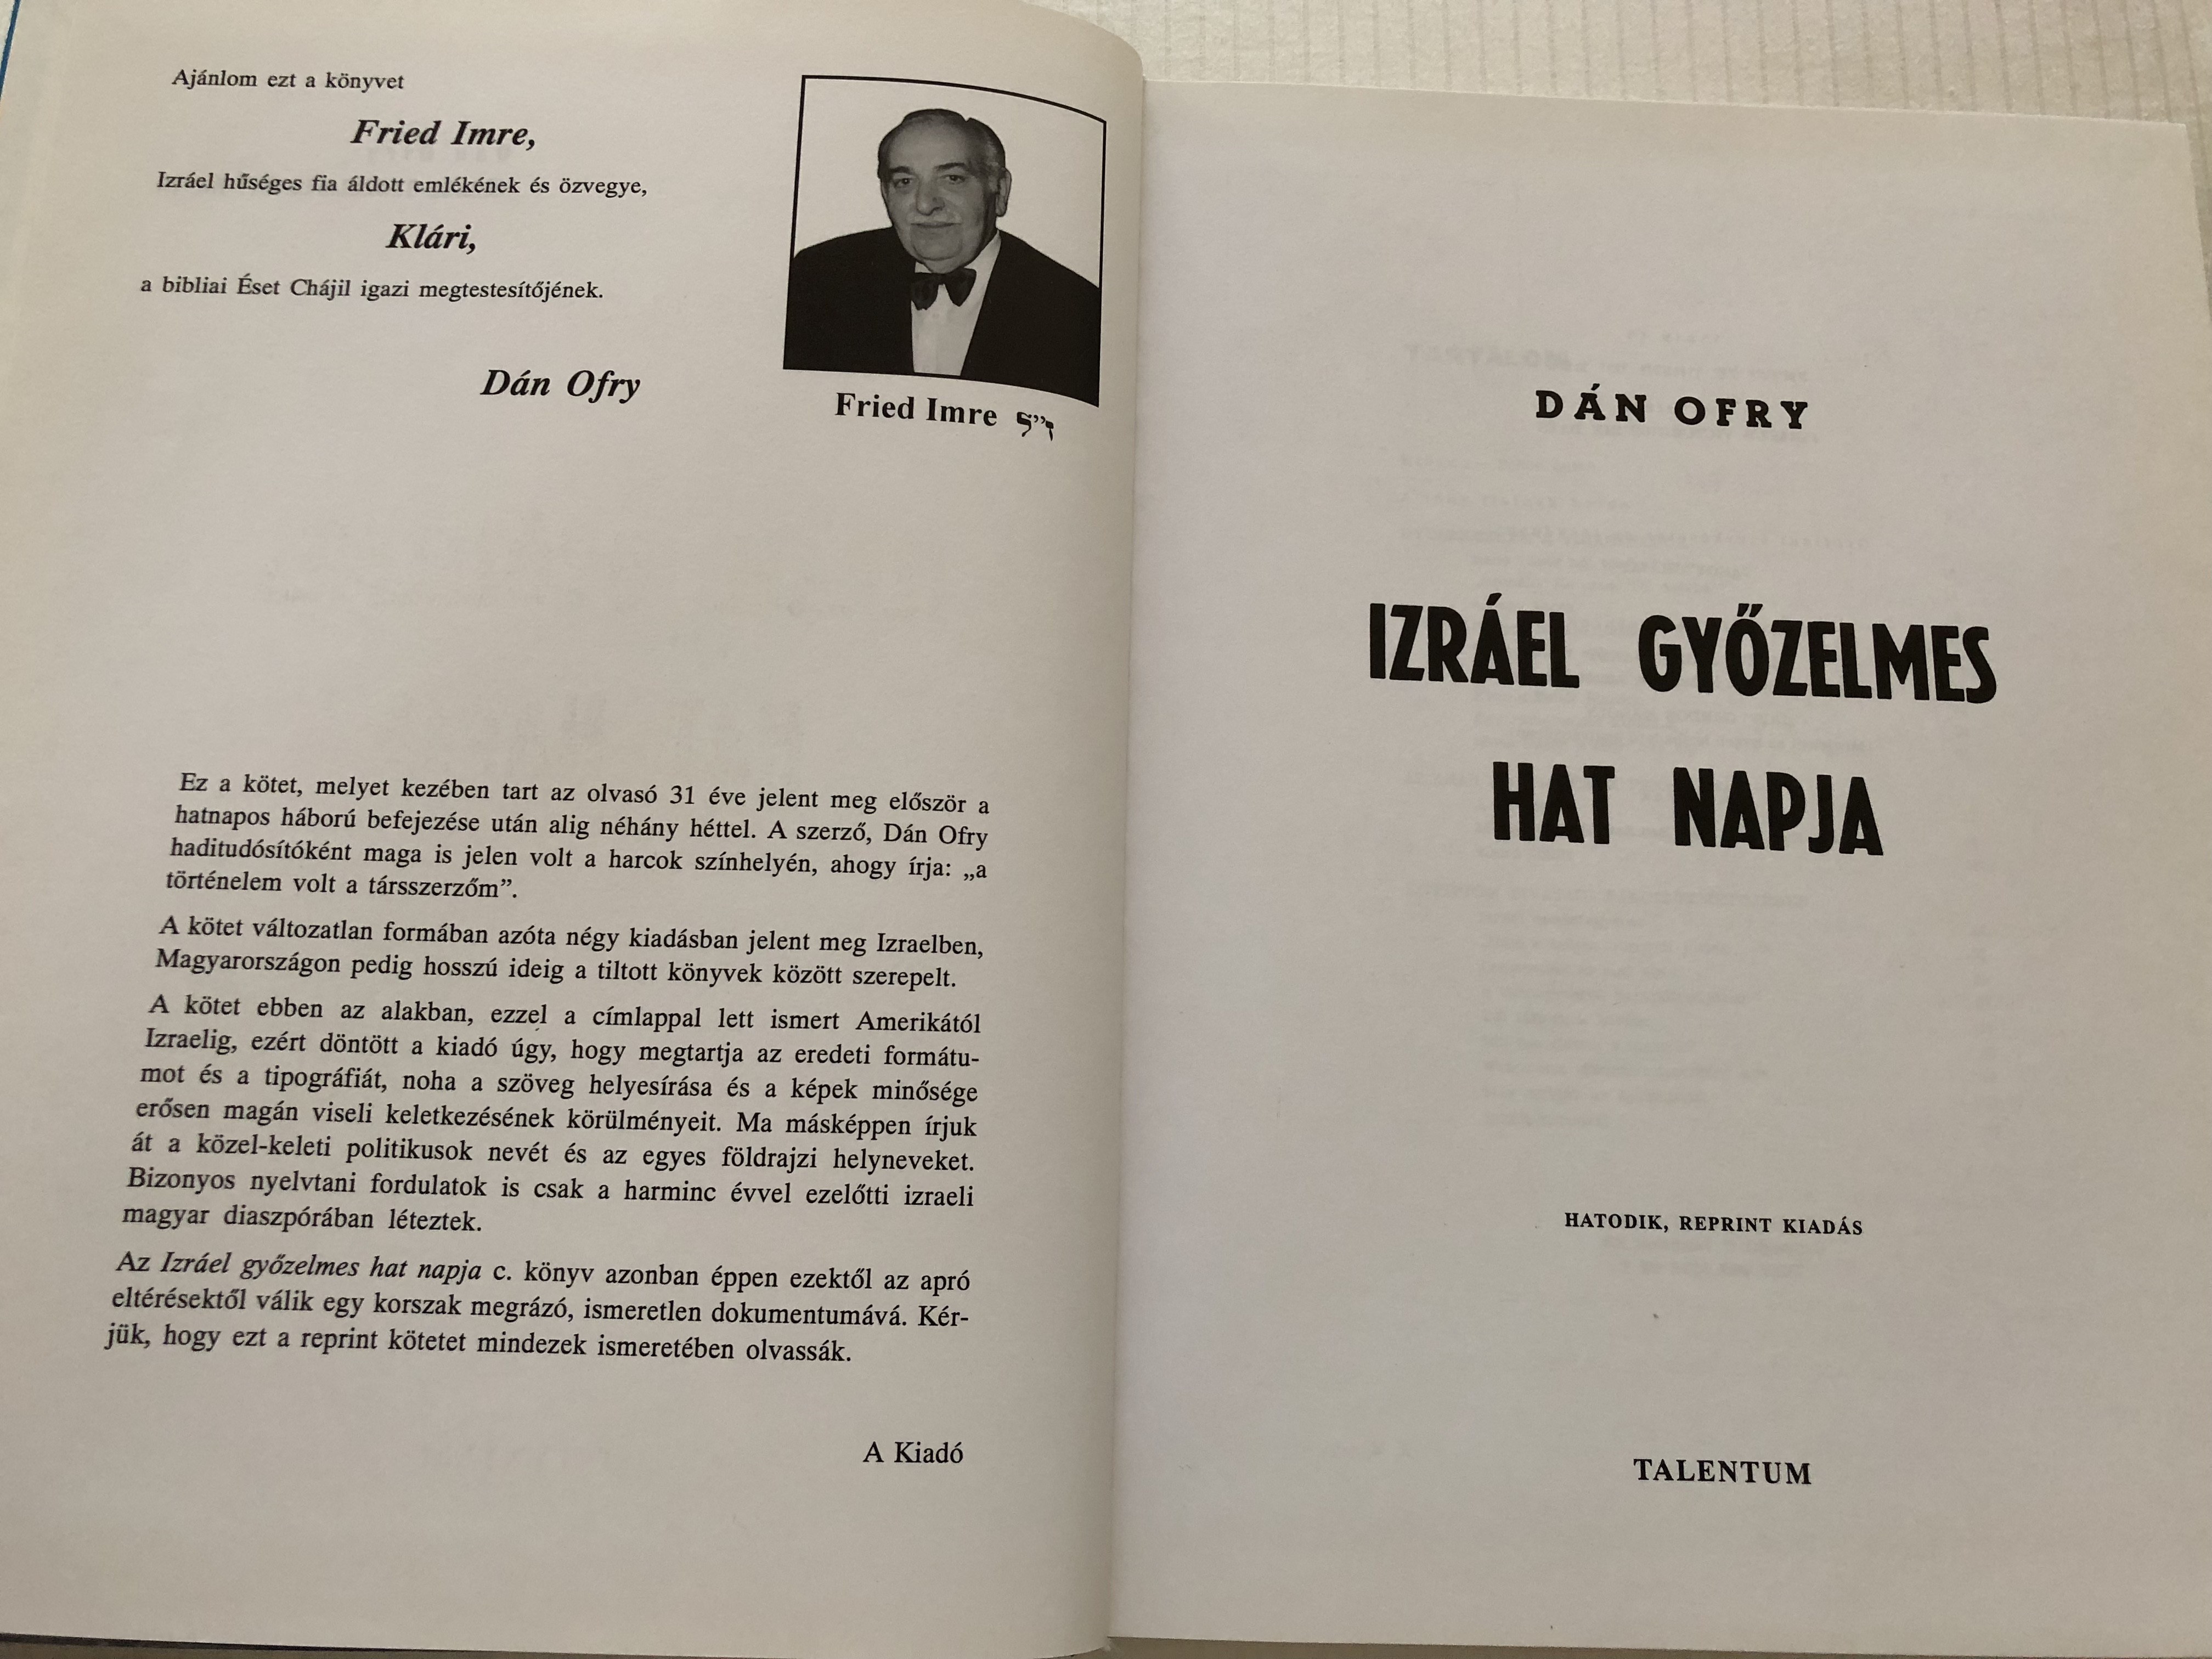 Ajánlom ezt a könyvet
Fried Imre,
Izráel hűséges fia áldott emlékének és özvegye,
Klári,
a bibliai Éset Chájil igazi megtestesítőjének.
Dán Ofry
Fried Imre ז״ל
Ez a kötet, melyet kezében tart az olvasó 31 éve jelent meg először a
hatnapos háború befejezése után alig néhány héttel. A szerző, Dán Ofry
haditudósítóként maga is jelen volt a harcok színhelyén, ahogy írja: „a
történelem volt a társszerzőm”.
A kötet változatlan formában azóta négy kiadásban jelent meg Izraelben,
Magyarországon pedig hosszú ideig a tiltott könyvek között szerepelt.
A kötet ebben az alakban, ezzel a címlappal lett ismert Amerikától
Izraelig, ezért döntött a kiadó úgy, hogy megtartja az eredeti formátu-
mot és a tipográfiát, noha a szöveg helyesírása és a képek minősége
erősen magán viseli keletkezésének körülményeit. Ma másképpen írjuk
át a közel-keleti politikusok nevét és az egyes földrajzi helyneveket.
Bizonyos nyelvtani fordulatok is csak a harminc évvel ezelőtti izraeli
magyar diaszpórában léteztek.
Az Izráel győzelmes hat napja c. könyv azonban éppen ezektől az apró
eltérésektől válik egy korszak megrázó, ismeretlen dokumentumává. Kér-
jük, hogy ezt a reprint kötetet mindezek ismeretében olvassák.
A Kiadó
DÁN OFRY
IZRÁEL GYŐZELMES
HAT NAPJA
HATODIK, REPRINT KIADÁS
TALENTUM